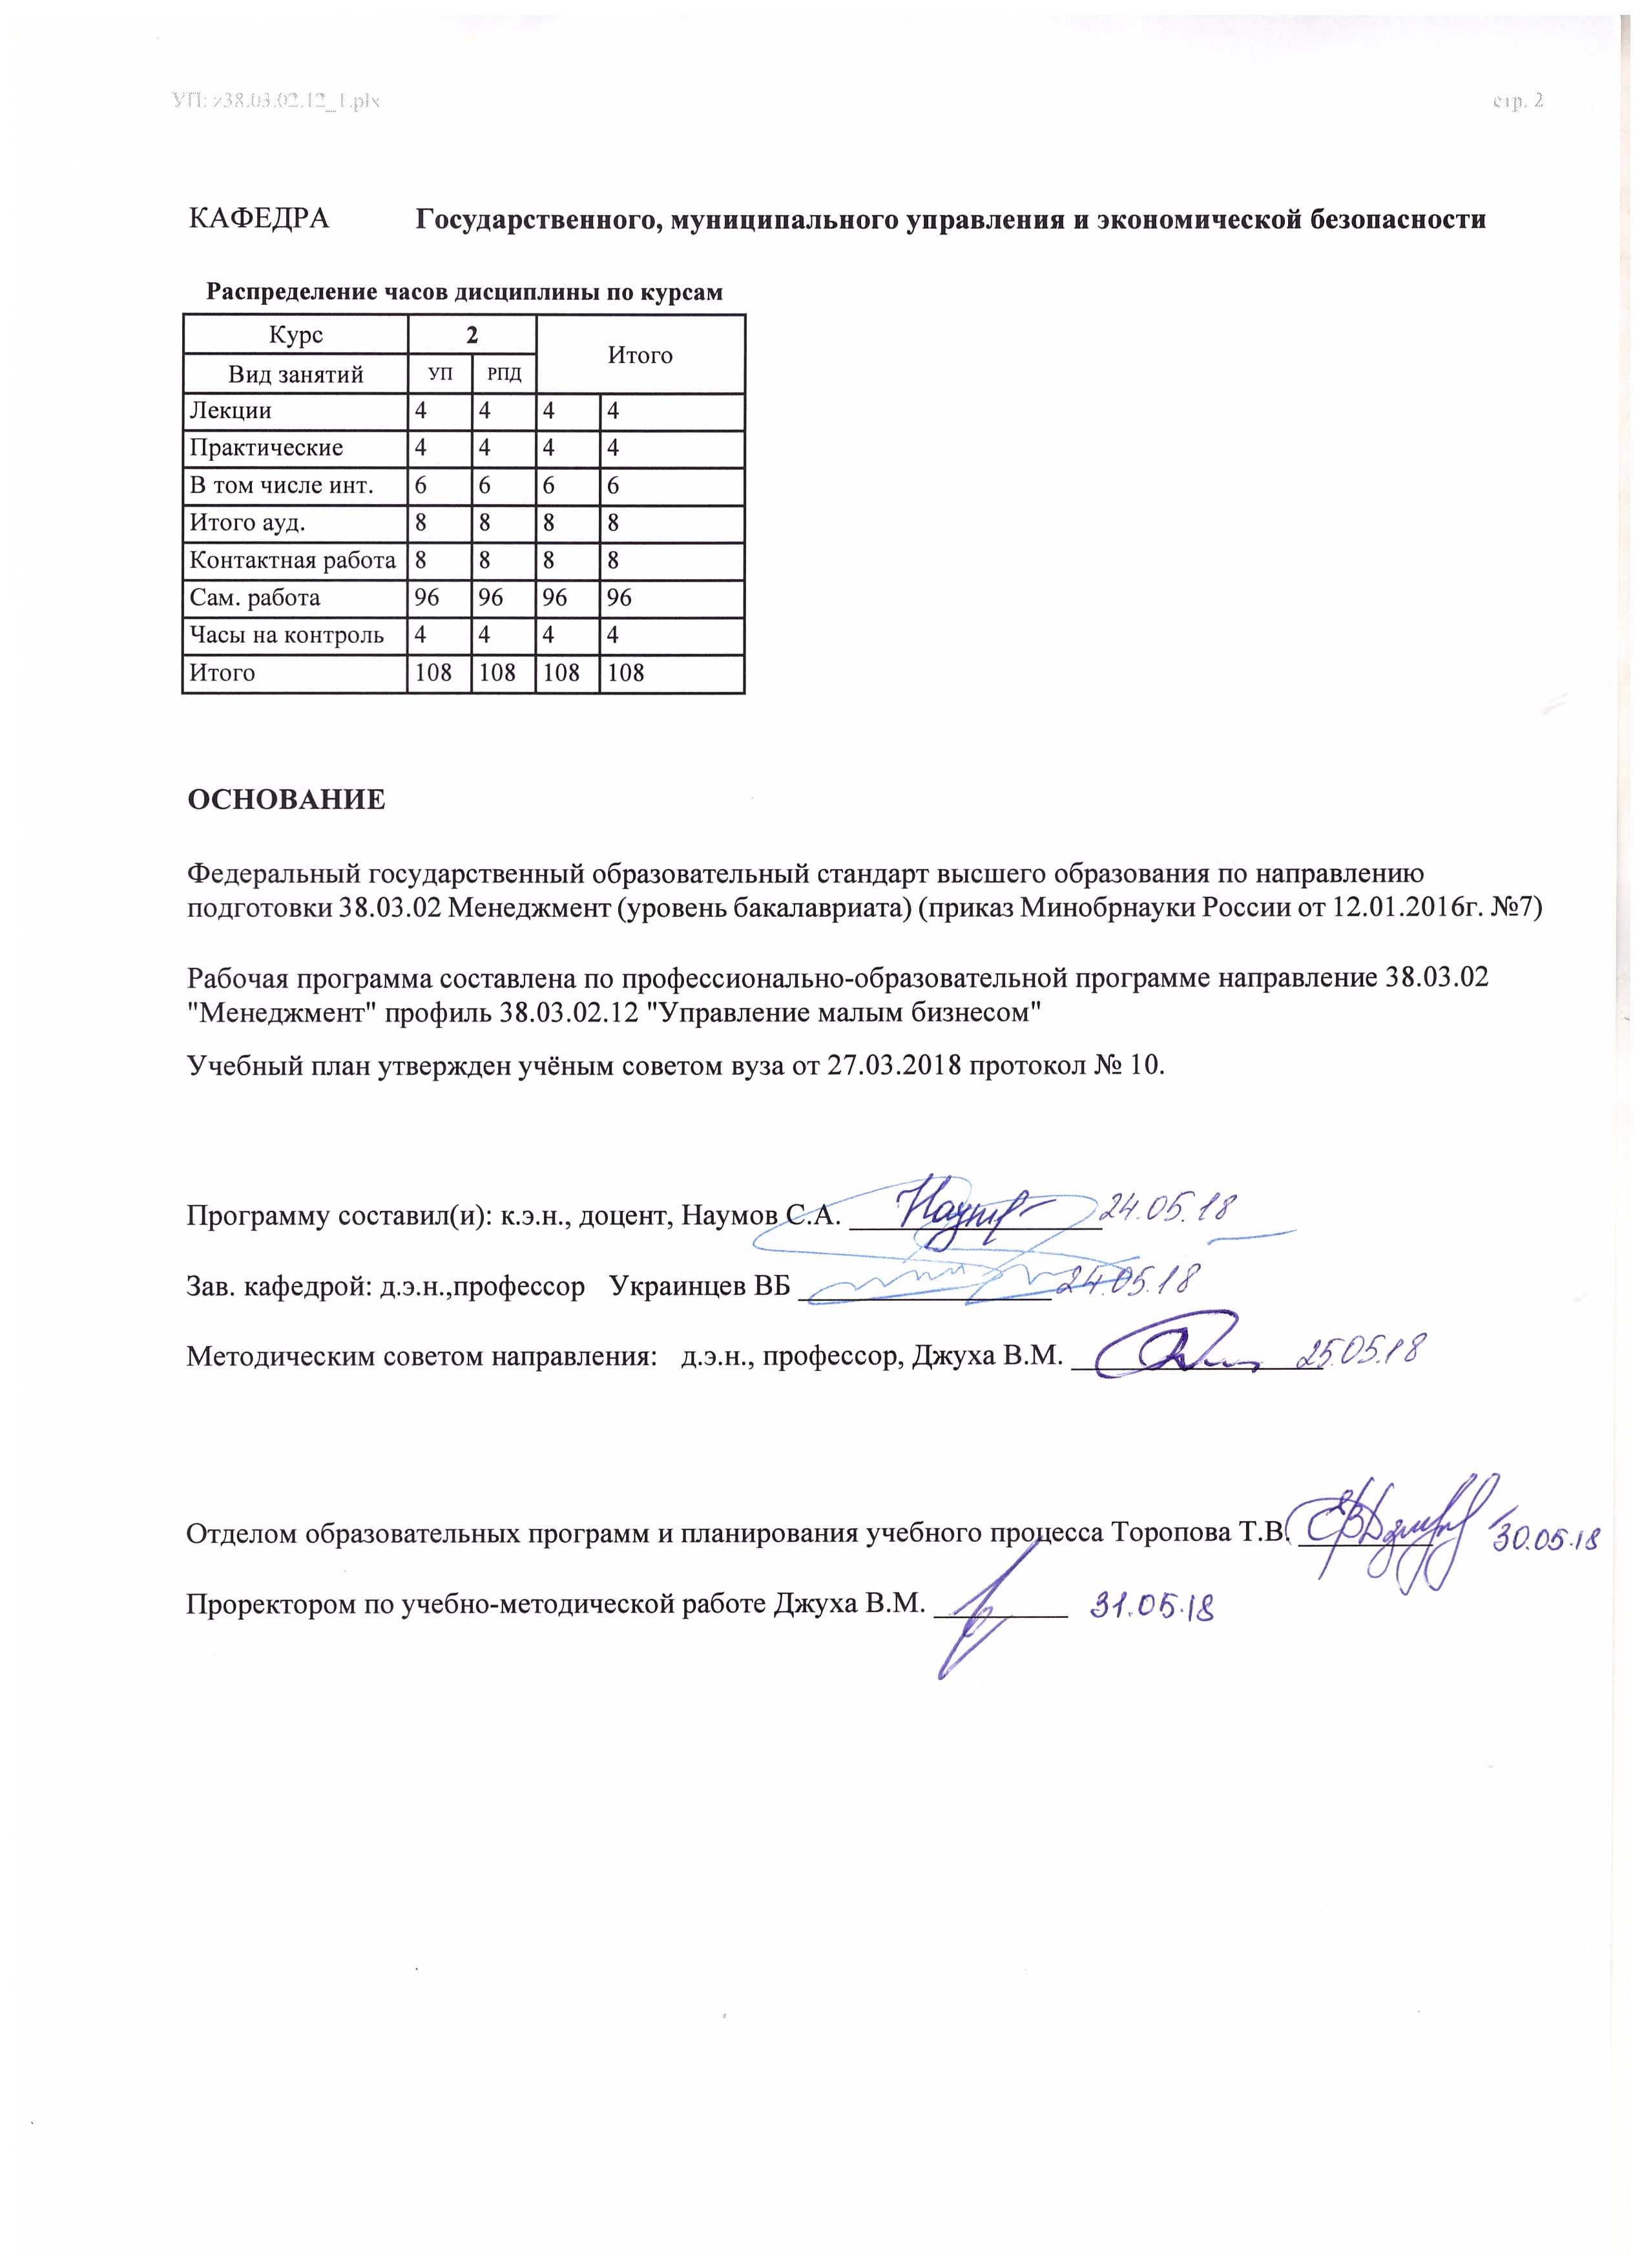 УП: z38.03.02.12_1.plx стр. 2
КАФЕДРА Государственного, муниципального управления и экономической безопасности
Распределение часов дисциплины по курсам
Курс 2 Итого
Вид занятий УП РПД
Лекции 4 4 4 4
Практические 4 4 4 4
В том числе инт. 6 6 6 6
Итого ауд. 8 8 8 8
Контактная работа 8 8 8 8
Сам. работа 96 96 96 96
Часы на контроль 4 4 4 4
Итого 108 108 108 108
ОСНОВАНИЕ
Федеральный государственный образовательный стандарт высшего образования по направлению
подготовки 38.03.02 Менеджмент (уровень бакалавриата) (приказ Минобрнауки России от 12.01.2016г. №7)
Рабочая программа составлена по профессионально-образовательной программе направление 38.03.02
"Менеджмент" профиль 38.03.02.12 "Управление малым бизнесом"
Учебный план утвержден учёным советом вуза от 27.03.2018 протокол № 10.
Программу составил(и): к.э.н., доцент, Наумов С.А. 24.05.18
Зав. кафедрой: д.э.н.,профессор Украинцев ВБ 24.05.18
Методическим советом направления: д.э.н., профессор, Джуха В.М. 25.05.18
Отделом образовательных программ и планирования учебного процесса Торопова Т.В. 30.05.18
Проректором по учебно-методической работе Джуха В.М. 31.05.18